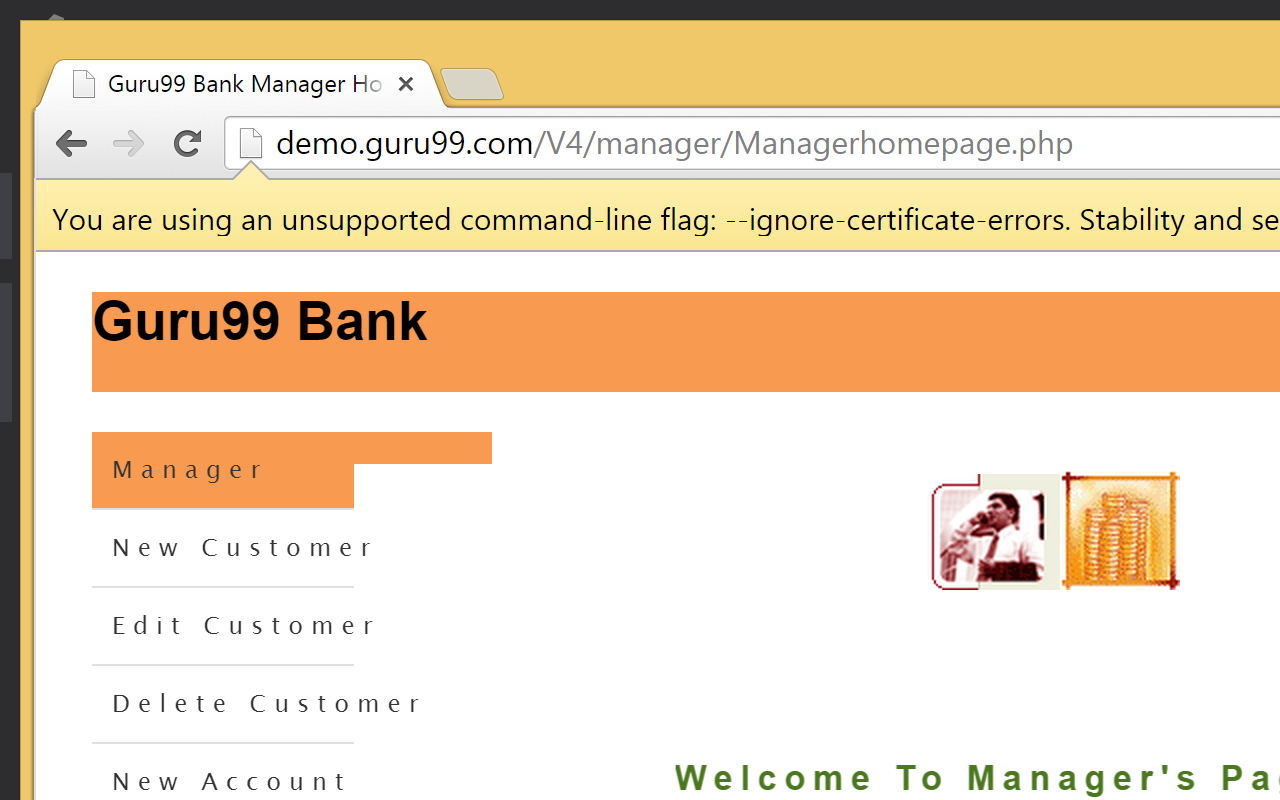 Guru99 Bank Manager Ho
demo.guru99.com/V4/manager/Managerhomepage.php
You are using an unsupported command-line flag: --ignore-certificate-errors. Stability and se
Guru99 Bank
Manager
New Customer
Edit Customer
Delete Customer
New Account
Welcome To Manager's Pa